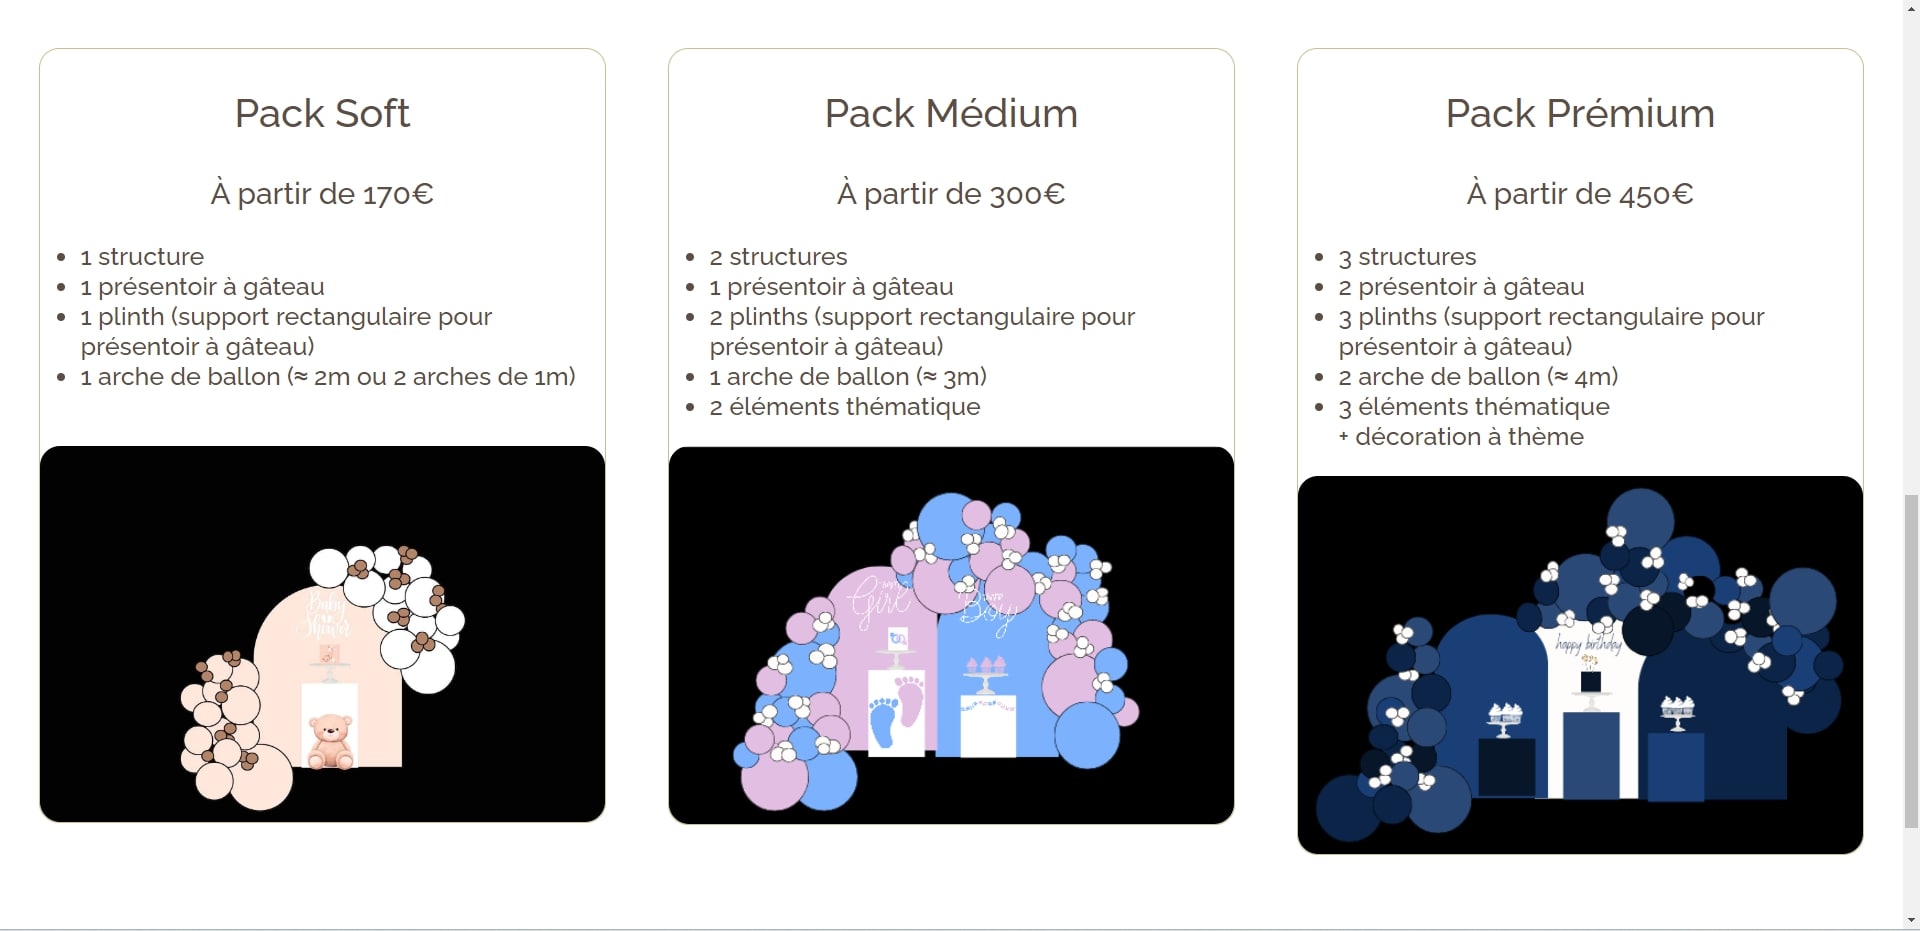 Pack Soft
À partir de 170€
1 structure
1 présentoir à gâteau
1 plinth (support rectangulaire pour
présentoir à gâteau)
1 arche de ballon (≈ 2m ou 2 arches de 1m)
Baby
Shower
Pack Médium
À partir de 300€
2 structures
1 présentoir à gâteau
2 plinths (support rectangulaire pour
présentoir à gâteau)
1 arche de ballon (≈ 3m)
2 éléments thématique
Girl
Boy
Pack Prémium
À partir de 450€
3 structures
2 présentoir à gâteau
3 plinths (support rectangulaire pour
présentoir à gâteau)
2 arche de ballon (≈ 4m)
3 éléments thématique
+ décoration à thème
happy birthday